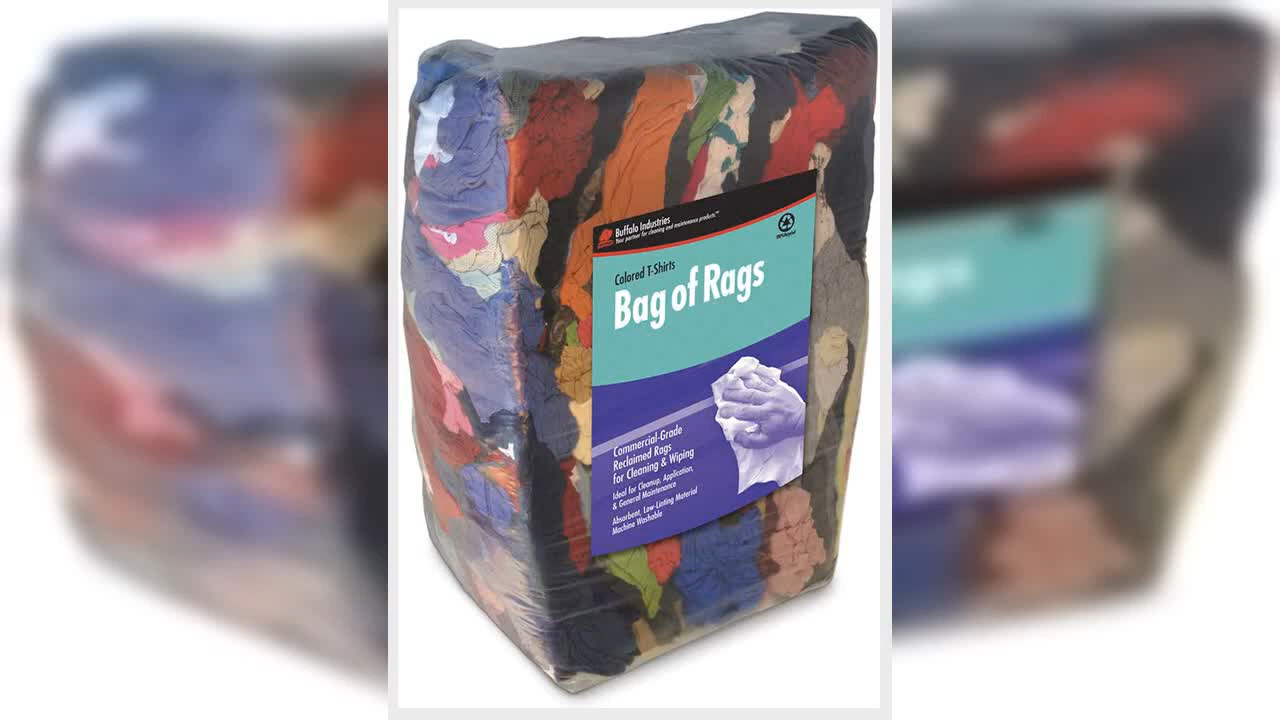 Buffalo Industries
Your partner for cleaning and maintenance products.™
Colored T-Shirts
Bag of Rags
Commercial-Grade
Reclaimed Rags
for Cleaning & Wiping
Ideal for Cleanup, Application,
& General Maintenance
Absorbent, Low-Linting Material
Machine Washable